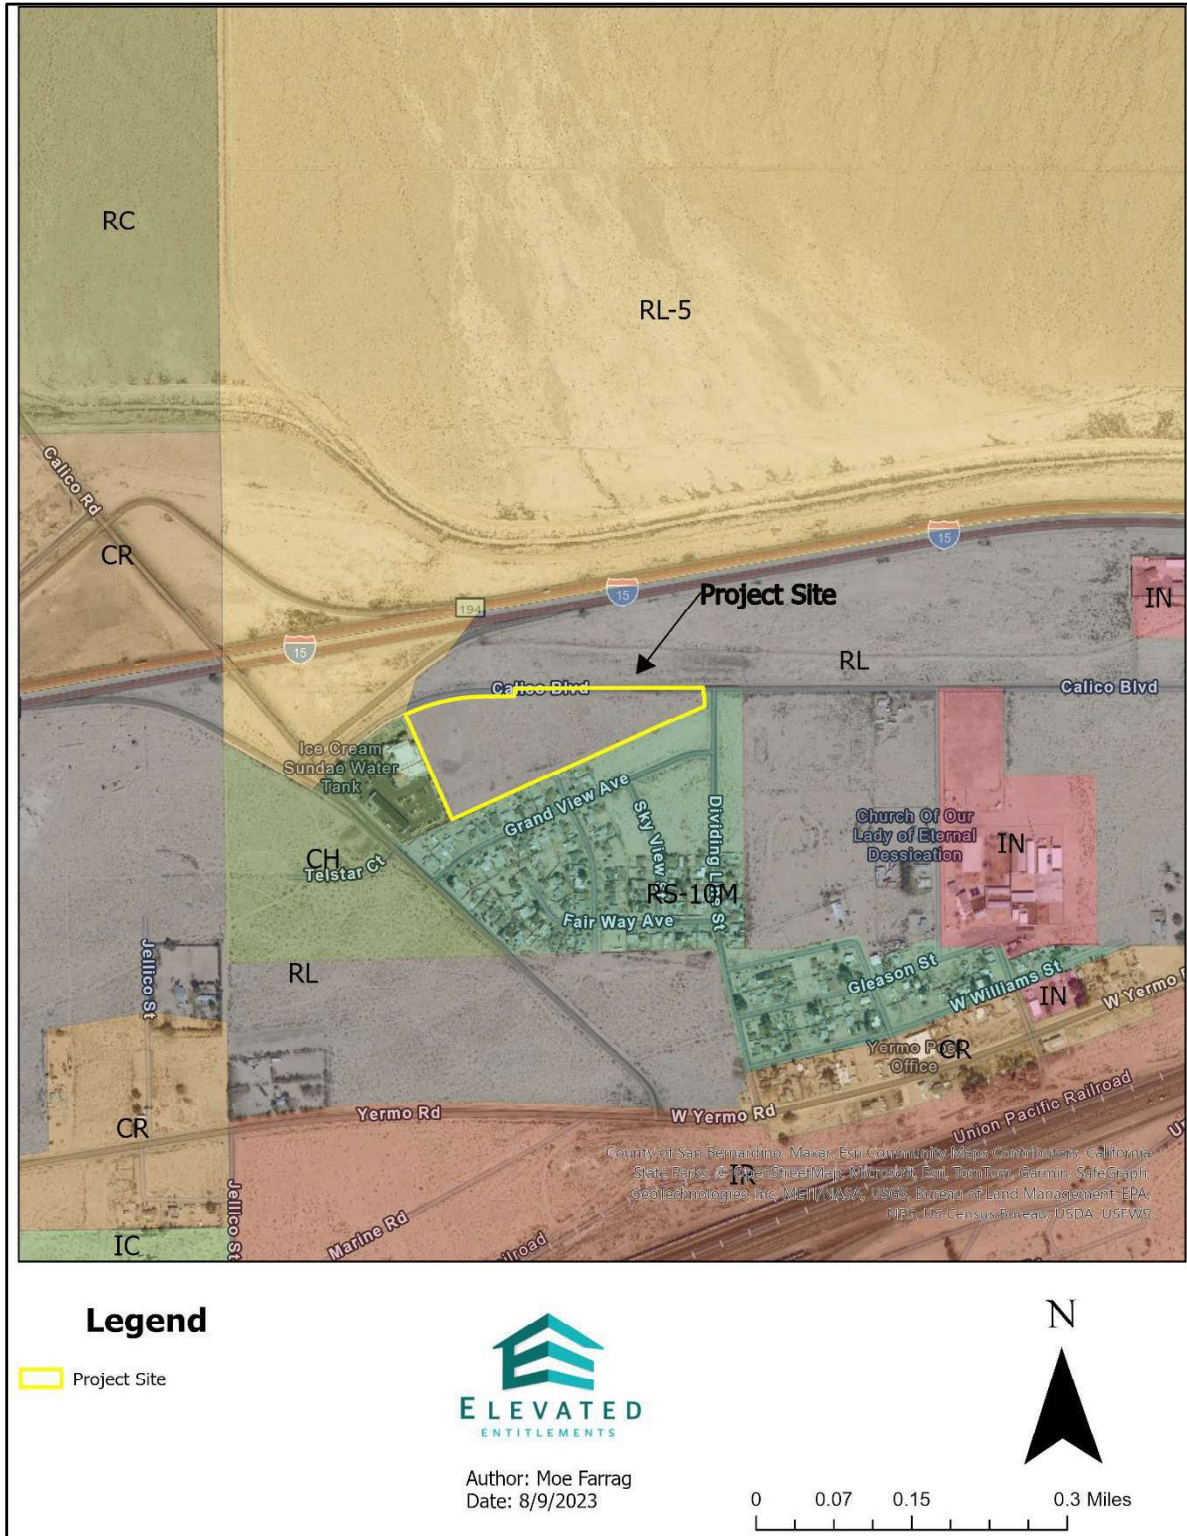 RC
RL-5
Calico Rd
CR
15
194
15
15
Project Site
IN
RL
Calico Blvd
Calico Blvd
Ice Cream
Sundae Water
Tank
Grand View Ave
Sky View
Dividing
St
Church Of Our
Lady of Eternal
Dessication
IN
CH
Telstar Ct
RS-10M
Fair Way Ave
Jellico St
RL
Gleason St
W Williams St
IN
W Yermo
Yermo
Office
CR
CR
Yermo Rd
W Yermo Rd
Union Pacific Railroad
County of San Bernardino, Maxar, Esri Community Maps Contributors, California
State Parks, © OpenStreetMap, Microsoft, Esri, TomTom, Garmin, SafeGraph,
GeoTechnologies, Inc, METI/NASA, USGS, Bureau of Land Management, EPA,
NPS, US Census Bureau, USDA, USFWS
IR
Jellico St
IC
Marine Rd
ilroad
Legend
Project Site
ELEVATED
ENTITLEMENTS
Author: Moe Farrag
Date: 8/9/2023
N
0 0.07 0.15 0.3 Miles